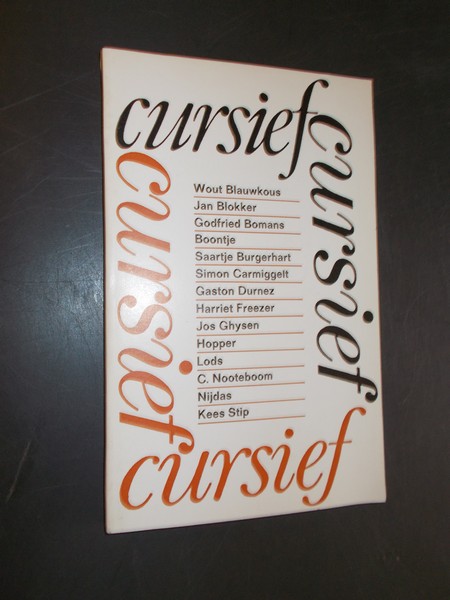 cursief
cursief
cursief
Wout Blauwkous
Jan Blokker
Godfried Bomans
Boontje
Saartje Burgerhart
Simon Carmiggelt
Gaston Durnez
Harriet Freezer
Jos Ghysen
Hopper
Lods
C. Nooteboom
Nijdas
Kees Stip
cursief